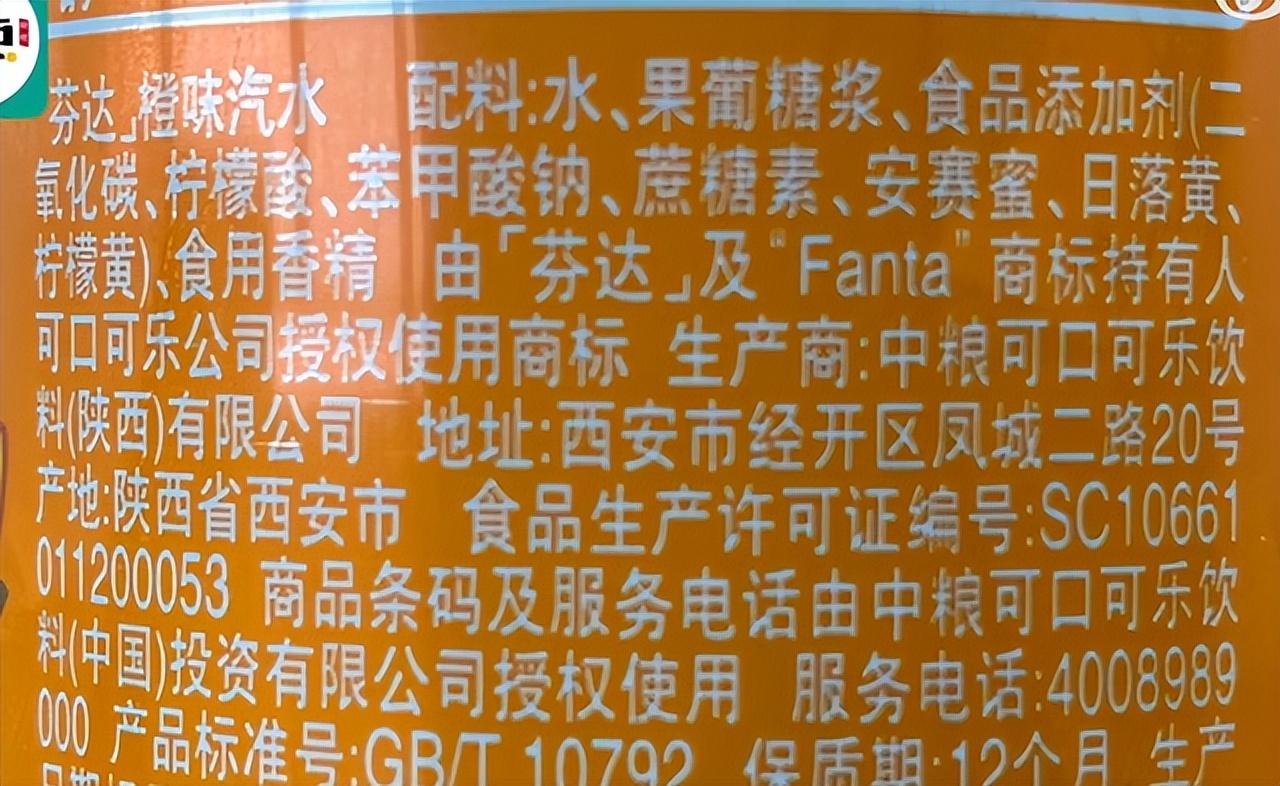 「芬达」橙味汽水 配料:水、果葡糖浆、食品添加剂(二
氧化碳、柠檬酸、苯甲酸钠、蔗糖素、安赛蜜、日落黄、
柠檬黄)、食用香精 由「芬达」及“Fanta”商标持有人
可口可乐公司授权使用商标 生产商:中粮可口可乐饮
料(陕西)有限公司 地址:西安市经开区凤城二路20号
产地:陕西省西安市 食品生产许可证编号:SC10661
011200053 商品条码及服务电话由中粮可口可乐饮
料(中国)投资有限公司授权使用 服务电话:4008989
000 产品标准号:GB/T 10792 保质期:12个月 生产